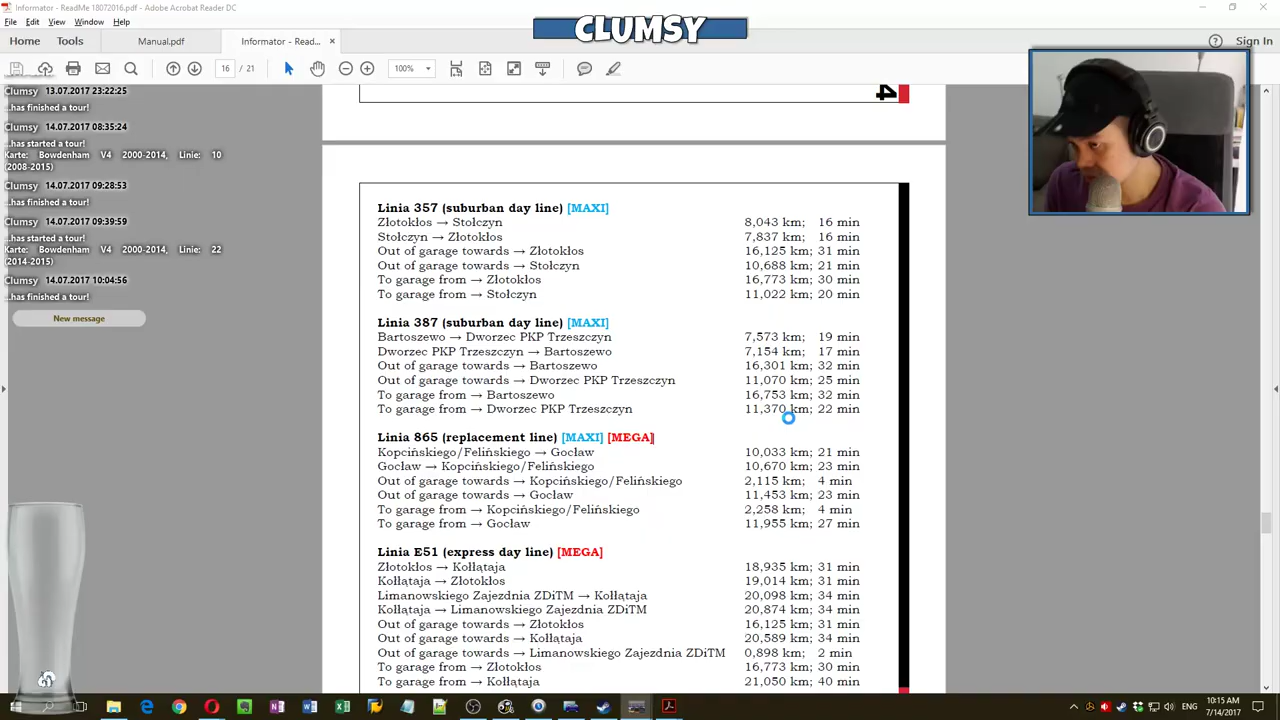 Informator - ReadMe 18072016.pdf - Adobe Acrobat Reader DC
File Edit View Window Help
CLUMSY
Home Tools Manual.pdf Informator - Read... × Sign In
16 / 21 100%
Clumsy 13.07.2017 23:22:25
...has finished a tour!
Clumsy 14.07.2017 08:35:24
...has started a tour!
Karte: Bowdenham V4 2000-2014, Linie: 10
(2008-2015)
Clumsy 14.07.2017 09:28:53
...has finished a tour!
Clumsy 14.07.2017 09:39:59
...has started a tour!
Karte: Bowdenham V4 2000-2014, Linie: 22
(2014-2015)
Clumsy 14.07.2017 10:04:56
...has finished a tour!
New message
4
Linia 357 (suburban day line) [MAXI]
Złotokłos → Stołczyn 8,043 km; 16 min
Stołczyn → Złotokłos 7,837 km; 16 min
Out of garage towards → Złotokłos 16,125 km; 31 min
Out of garage towards → Stołczyn 10,688 km; 21 min
To garage from → Złotokłos 16,773 km; 30 min
To garage from → Stołczyn 11,022 km; 20 min
Linia 387 (suburban day line) [MAXI]
Bartoszewo → Dworzec PKP Trzeszczyn 7,573 km; 19 min
Dworzec PKP Trzeszczyn → Bartoszewo 7,154 km; 17 min
Out of garage towards → Bartoszewo 16,301 km; 32 min
Out of garage towards → Dworzec PKP Trzeszczyn 11,070 km; 25 min
To garage from → Bartoszewo 16,753 km; 32 min
To garage from → Dworzec PKP Trzeszczyn 11,370 km; 22 min
Linia 865 (replacement line) [MAXI] [MEGA]
Kopcińskiego/Felińskiego → Gocław 10,033 km; 21 min
Gocław → Kopcińskiego/Felińskiego 10,670 km; 23 min
Out of garage towards → Kopcińskiego/Felińskiego 2,115 km; 4 min
Out of garage towards → Gocław 11,453 km; 23 min
To garage from → Kopcińskiego/Felińskiego 2,258 km; 4 min
To garage from → Gocław 11,955 km; 27 min
Linia E51 (express day line) [MEGA]
Złotokłos → Kołłątaja 18,935 km; 31 min
Kołłątaja → Złotokłos 19,014 km; 31 min
Limanowskiego Zajezdnia ZDiTM → Kołłątaja 20,098 km; 34 min
Kołłątaja → Limanowskiego Zajezdnia ZDiTM 20,874 km; 34 min
Out of garage towards → Złotokłos 16,125 km; 31 min
Out of garage towards → Kołłątaja 20,589 km; 34 min
Out of garage towards → Limanowskiego Zajezdnia ZDiTM 0,898 km; 2 min
To garage from → Złotokłos 16,773 km; 30 min
To garage from → Kołłątaja 21,050 km; 40 min
ENG 10:15 AM
7/14/2017